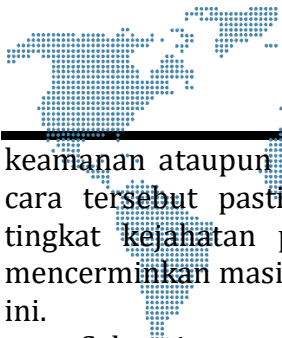 keamanan ataupun
cara tersebut pasti
tingkat kejahatan
mencerminkan masi
ini.